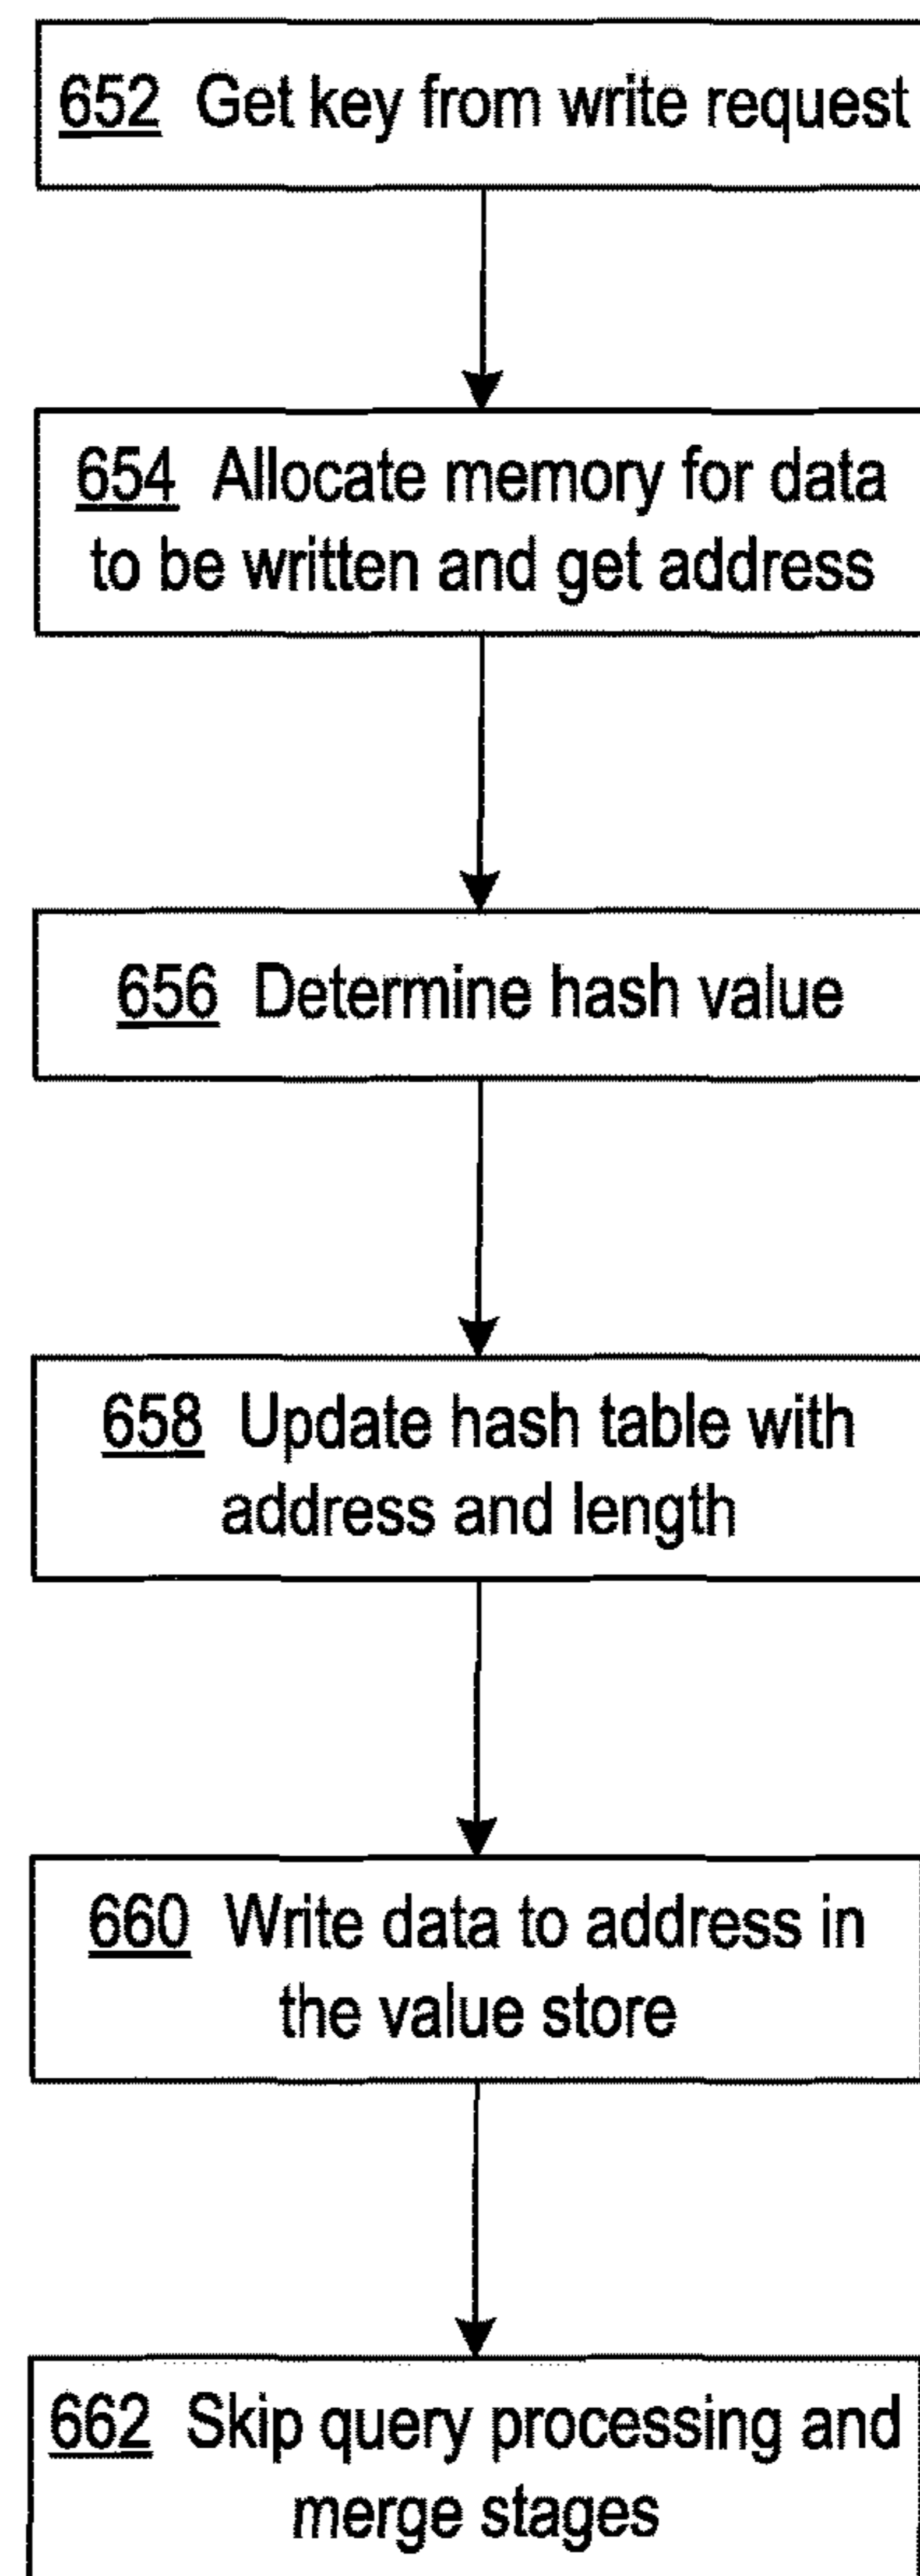 652 Get key from write request
654 Allocate memory for data
to be written and get address
656 Determine hash value
658 Update hash table with
address and length
660 Write data to address in
the value store
662 Skip query processing and
merge stages